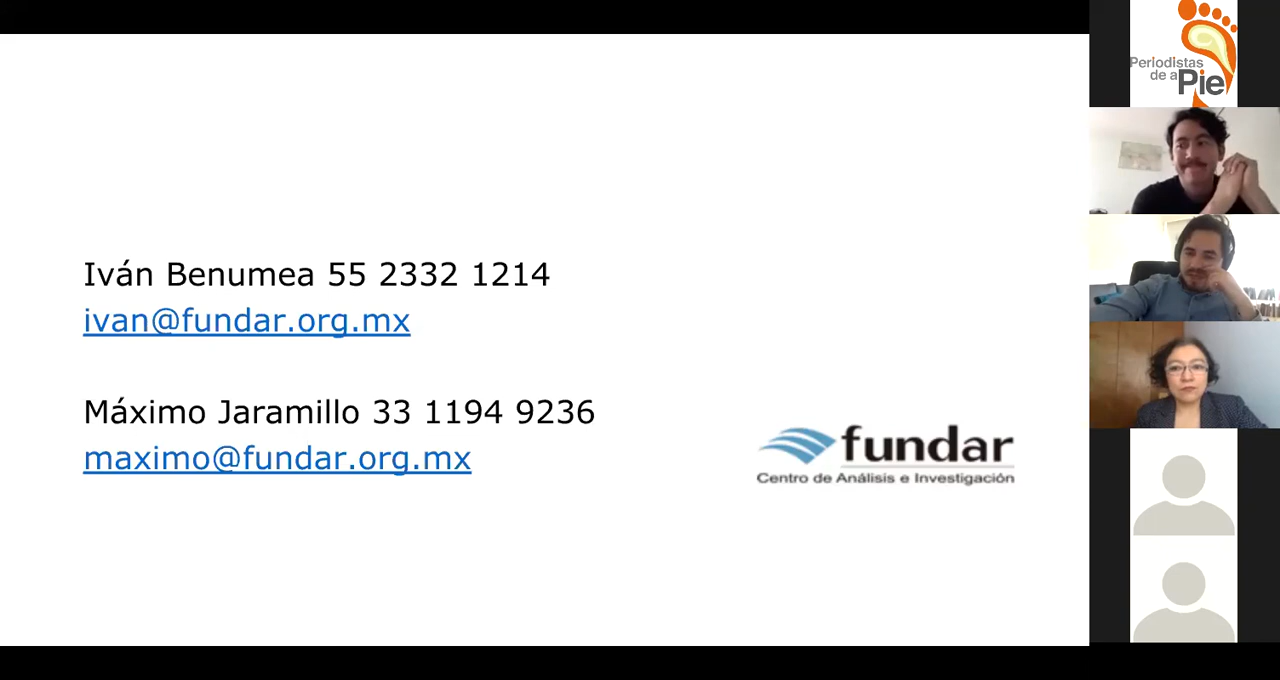 Iván Benumea 55 2332 1214
ivan@fundar.org.mx
Máximo Jaramillo 33 1194 9236
maximo@fundar.org.mx
fundar
Centro de Análisis e Investigación
Periodistas
de a Pie